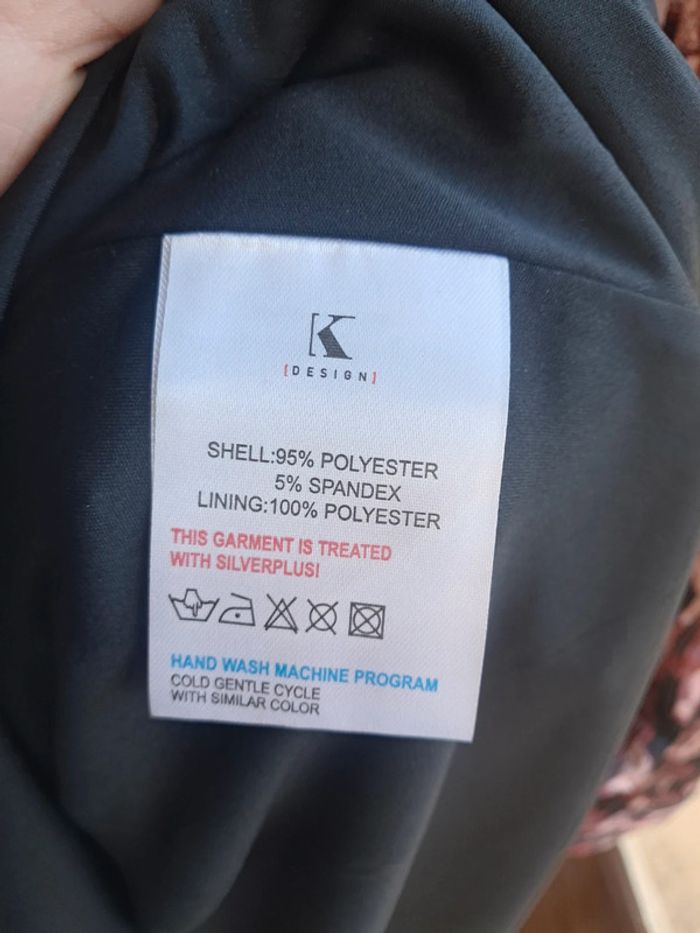 K
[DESIGN]
SHELL:95% POLYESTER
5% SPANDEX
LINING:100% POLYESTER
THIS GARMENT IS TREATED
WITH SILVERPLUS!
HAND WASH MACHINE PROGRAM
COLD GENTLE CYCLE
WITH SIMILAR COLOR